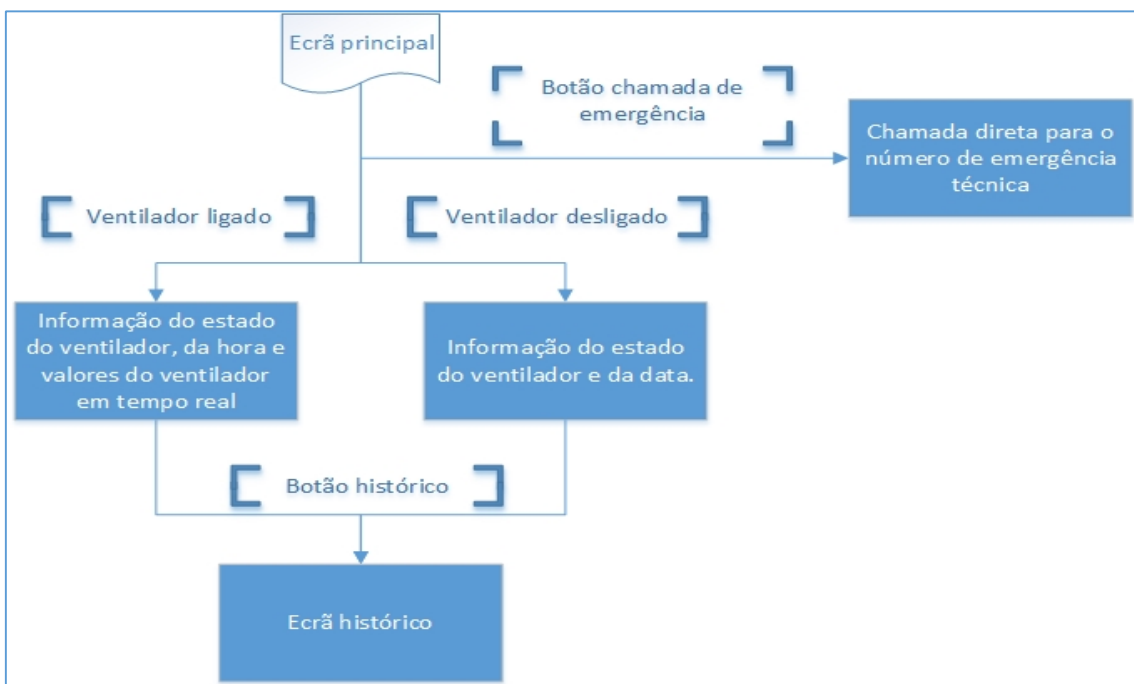 Ecrã principal
Botão chamada de
emergência
Chamada direta para o
número de emergência
técnica
Ventilador ligado
Ventilador desligado
Informação do estado
do ventilador, da hora e
valores do ventilador
em tempo real
Informação do estado
do ventilador e da data.
Botão histórico
Ecrã histórico